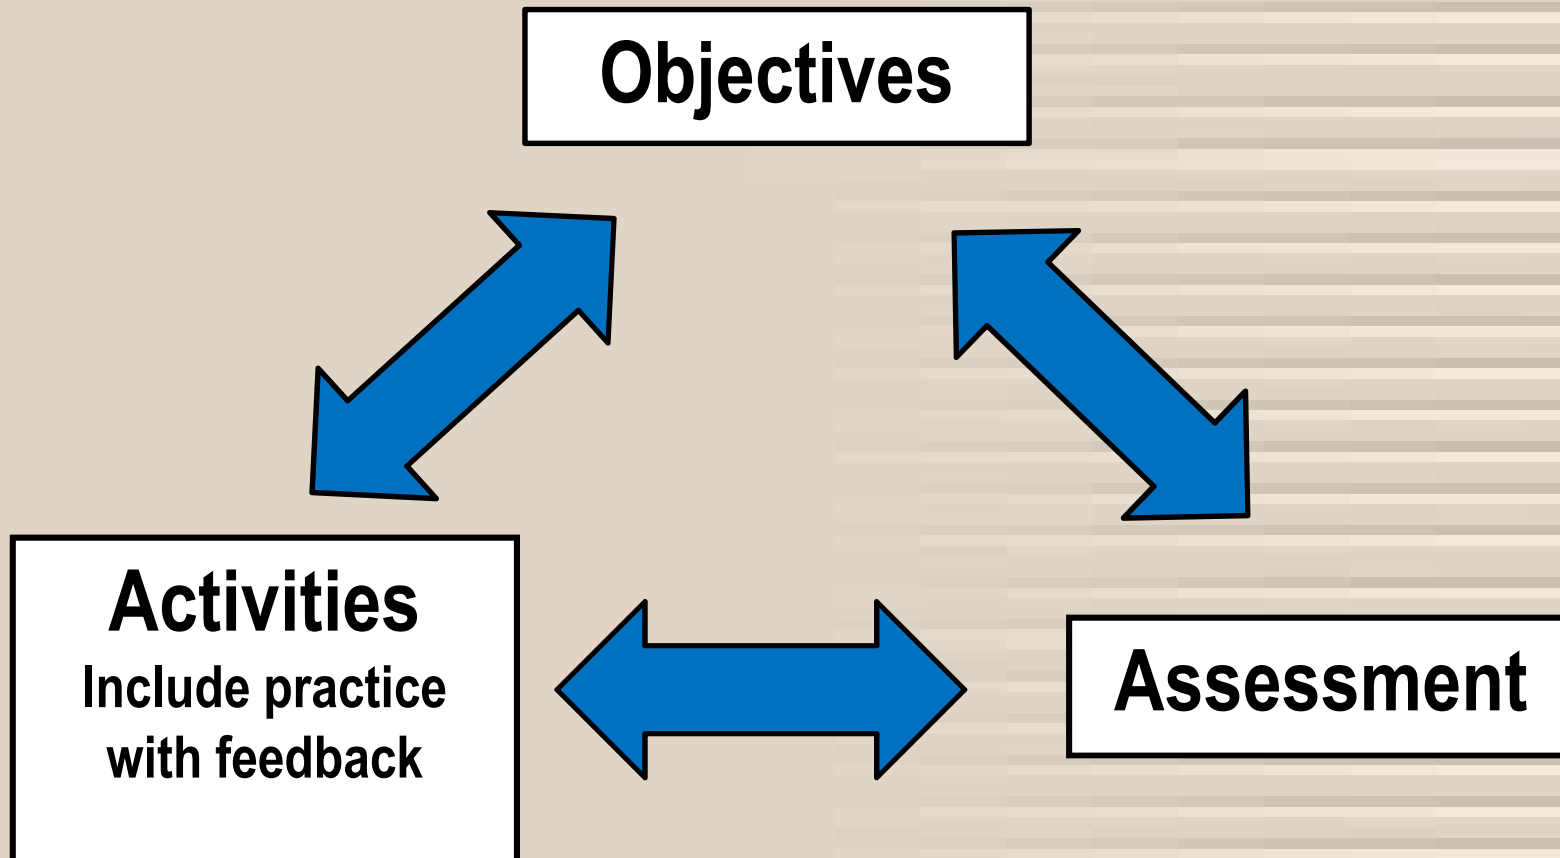 Objectives
Activities
Include practice
with feedback
Assessment